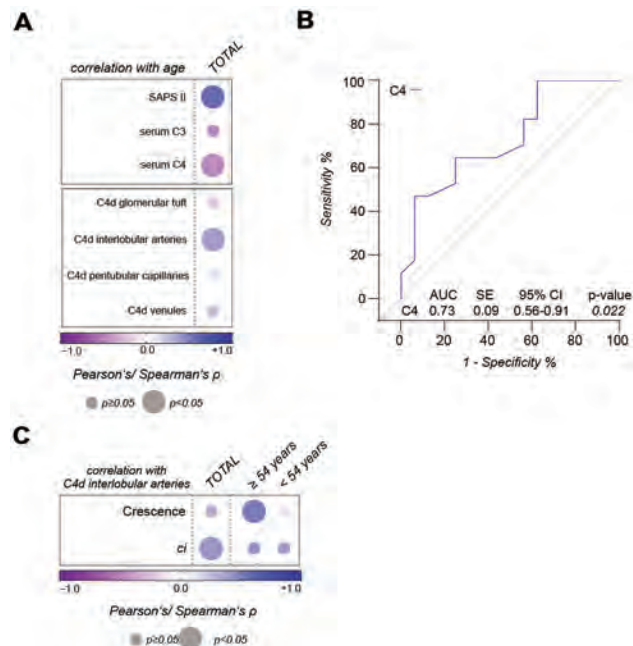 A
correlation with age
TOTAL
SAPS II
serum C3
serum C4
C4d glomerular tuft
C4d interlobular arteries
C4d peritubular capillaries
C4d venules
−1.0 0.0 +1.0
Pearson's/ Spearman's ρ
p≥0.05 p<0.05
B
C4
Sensitivity %
100
80
60
40
20
0
AUC SE 95% CI p-value
C4 0.73 0.09 0.56-0.91 0.022
0 20 40 60 80 100
1 - Specificity %
C
correlation with
C4d interlobular arteries
TOTAL
≥ 54 years
< 54 years
Crescence
ci
−1.0 0.0 +1.0
Pearson's/ Spearman's ρ
p≥0.05 p<0.05